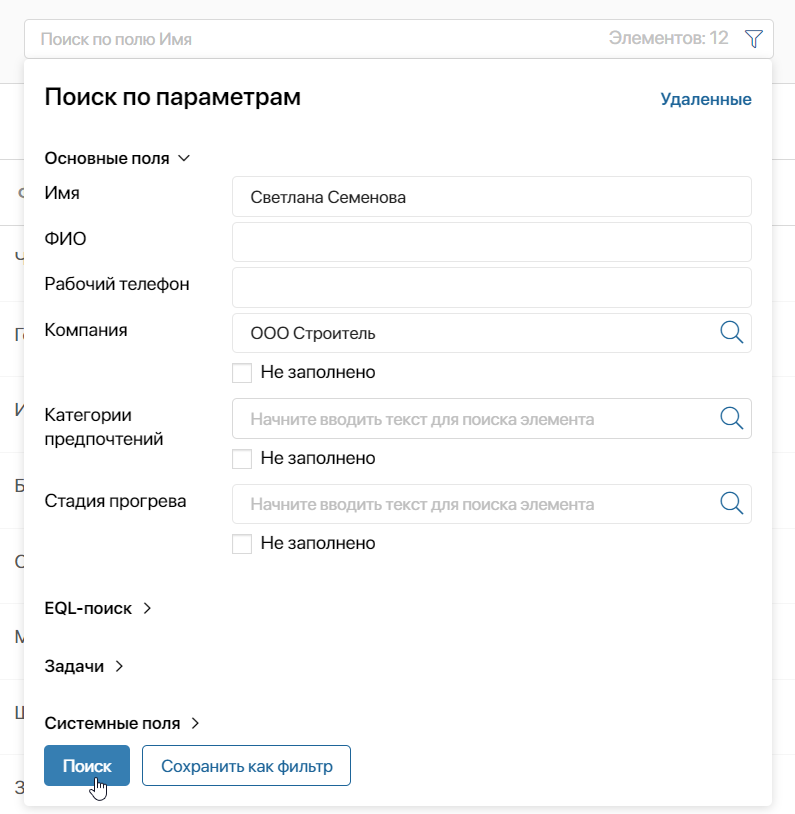 Поиск по полю Имя Элементов: 12
Поиск по параметрам Удаленные
Основные поля
Имя Светлана Семенова
ФИО
Рабочий телефон
Компания ООО Строитель
Не заполнено
Категории предпочтений Начните вводить текст для поиска элемента
Не заполнено
Стадия прогрева Начните вводить текст для поиска элемента
Не заполнено
EQL-поиск
Задачи
Системные поля
Поиск Сохранить как фильтр